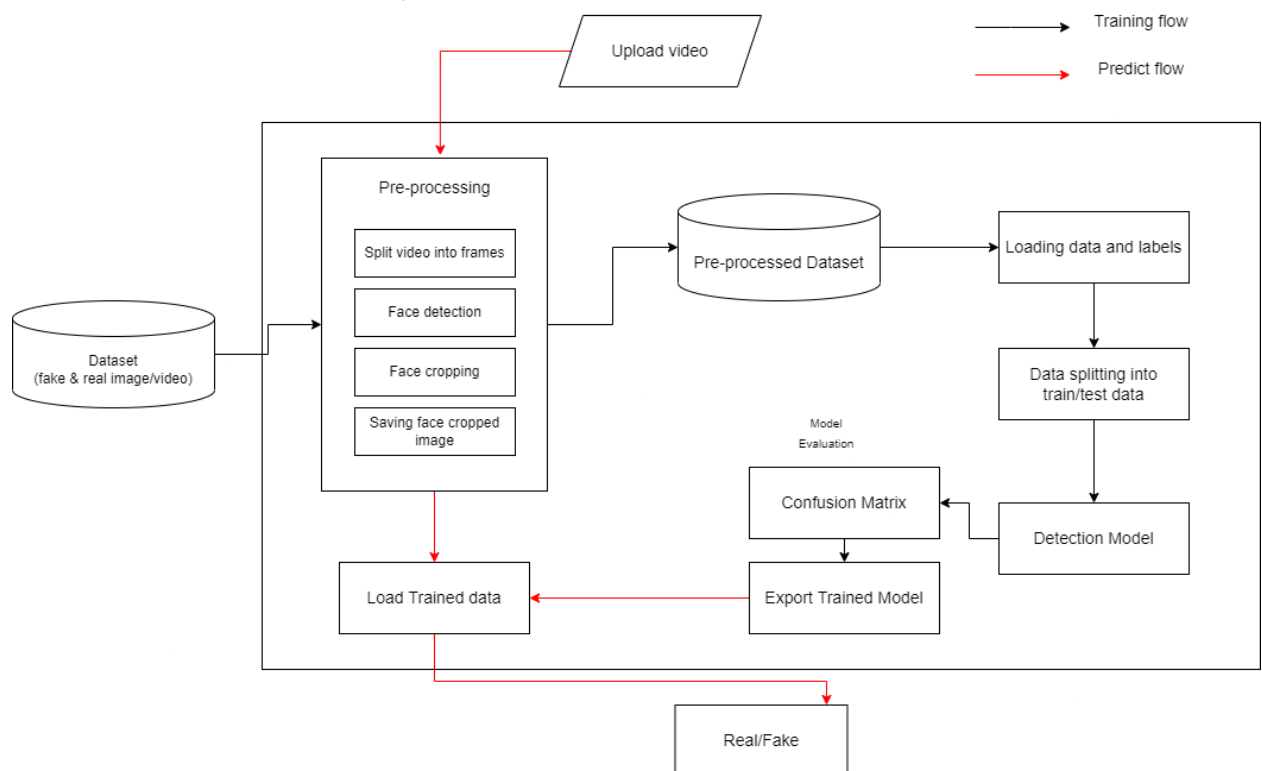 Upload video
Training flow
Predict flow
Pre-processing
Split video into frames
Face detection
Face cropping
Saving face cropped
image
Dataset
(fake & real image/video)
Pre-processed Dataset
Loading data and labels
Data splitting into
train/test data
Detection Model
Model
Evaluation
Confusion Matrix
Export Trained Model
Load Trained data
Real/Fake